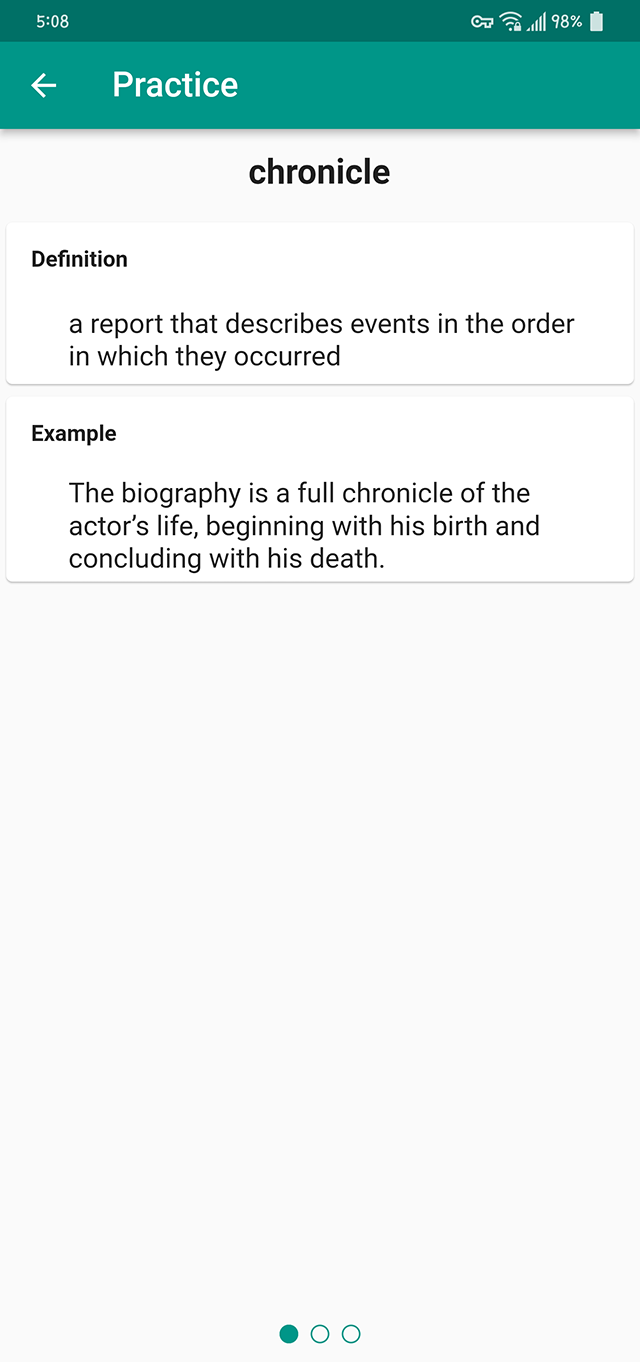 5:08
98%
Practice
chronicle
Definition
a report that describes events in the order
in which they occurred
Example
The biography is a full chronicle of the
actor’s life, beginning with his birth and
concluding with his death.